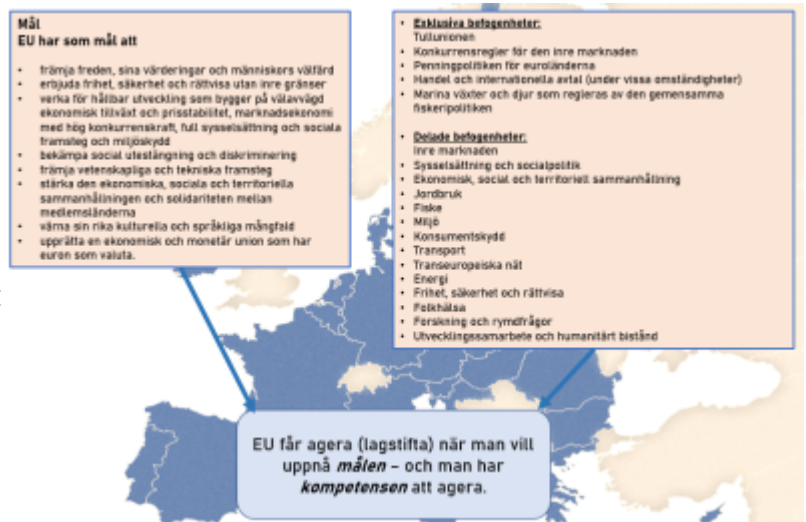 Mål
EU har som mål att
• främja freden, sina värderingar och människors välfärd
• erbjuda frihet, säkerhet och rättvisa utan inre gränser
• verka för hållbar utveckling som bygger på välavvägd
ekonomisk tillväxt och prisstabilitet, marknadsekonomi
med hög konkurrenskraft, full sysselsättning och sociala
framsteg och miljöskydd
• bekämpa social utestängning och diskriminering
• främja vetenskapliga och tekniska framsteg
• stärka den ekonomiska, sociala och territoriella
sammanhållningen och solidariteten mellan
medlemsländerna
• värna sin rika kulturella och språkliga mångfald
• upprätta en ekonomisk och monetär union som har
euron som valuta.
• Exklusiva befogenheter:
Tullunionen
• Konkurrensregler för den inre marknaden
• Penningpolitiken för euroländerna
• Handel och internationella avtal (under vissa omständigheter)
• Marina växter och djur som regleras av den gemensamma
fiskeripolitiken
• Delade befogenheter:
Inre marknaden
• Sysselsättning och socialpolitik
• Ekonomisk, social och territoriell sammanhållning
• Jordbruk
• Fiske
• Miljö
• Konsumentskydd
• Transport
• Transeuropeiska nät
• Energi
• Frihet, säkerhet och rättvisa
• Folkhälsa
• Forskning och rymdfrågor
• Utvecklingssamarbete och humanitärt bistånd
EU får agera (lagstifta) när man vill
uppnå målen – och man har
kompetensen att agera.